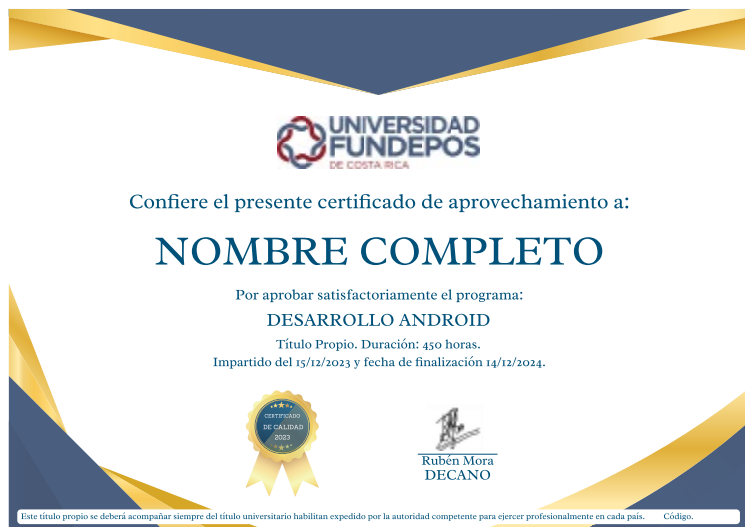 UNIVERSIDAD
FUNDEPOS
DE COSTA RICA
Confiere el presente certificado de aprovechamiento a:
NOMBRE COMPLETO
Por aprobar satisfactoriamente el programa:
DESARROLLO ANDROID
Título Propio. Duración: 450 horas.
Impartido del 15/12/2023 y fecha de finalización 14/12/2024.
CERTIFICADO
DE CALIDAD
2023
Rubén Mora
DECANO
Este título propio se deberá acompañar siempre del título universitario habilitan expedido por la autoridad competente para ejercer profesionalmente en cada país. Código.